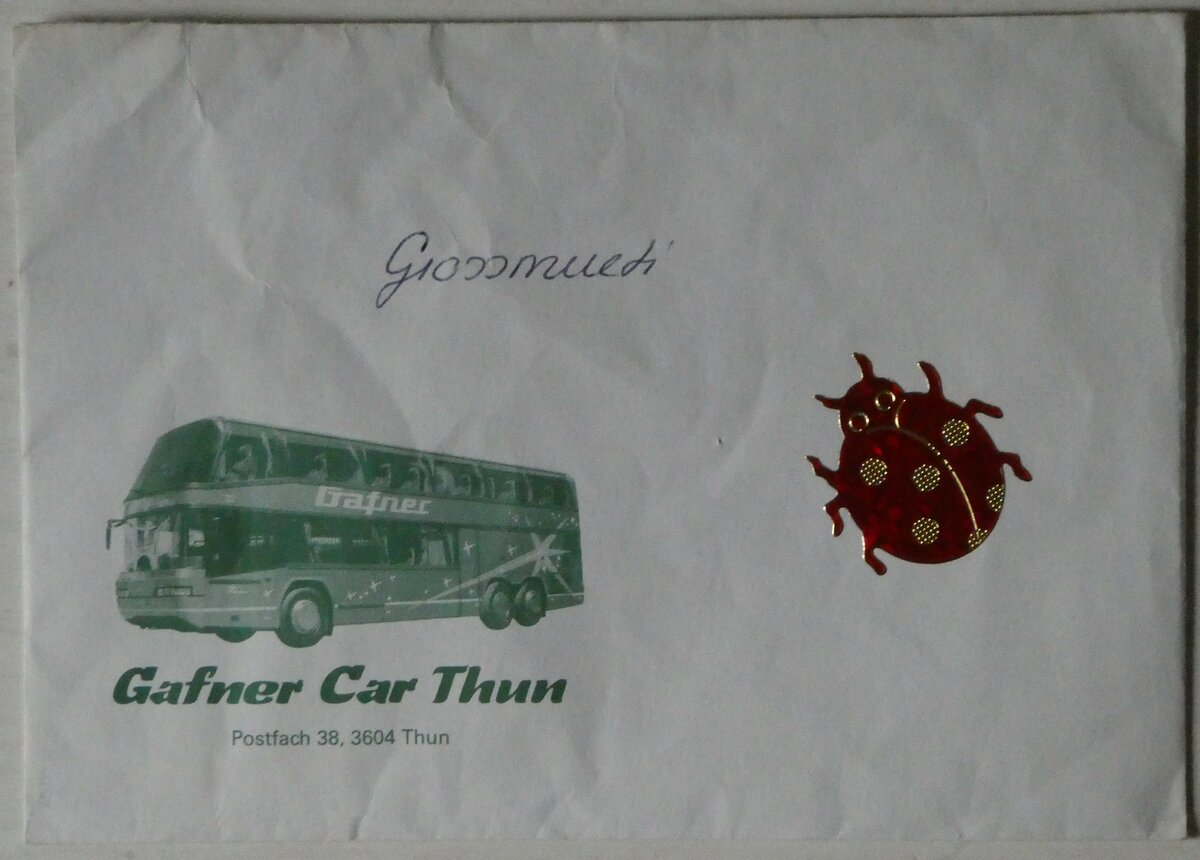 Grossmueti
Gafner
Gafner Car Thun
Postfach 38, 3604 Thun